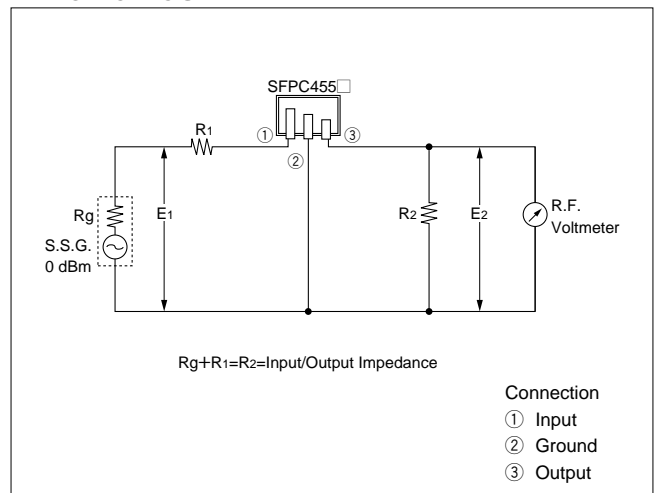 SFPC455□
R1
①
③
②
Rg
E1
R2
E2
R.F.
Voltmeter
S.S.G.
0 dBm
Rg+R1=R2=Input/Output Impedance
Connection
① Input
② Ground
③ Output